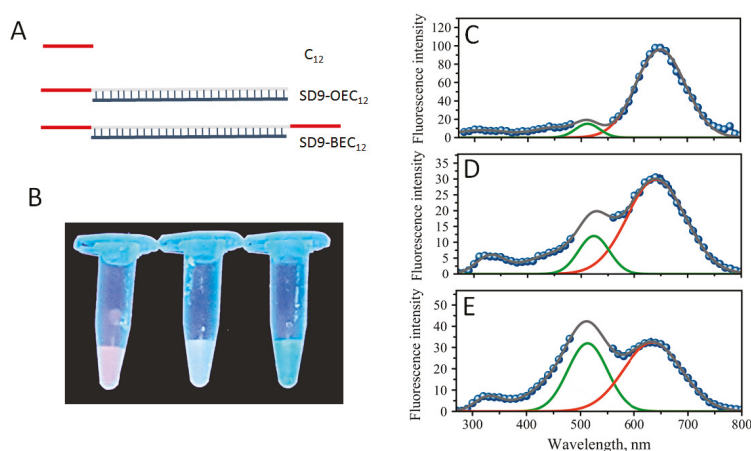 A
C₁₂
SD9-OEC₁₂
SD9-BEC₁₂
B
C
Fluorescence intensity
120
100
80
60
40
20
0
D
Fluorescence intensity
35
30
25
20
15
10
5
0
E
Fluorescence intensity
50
40
30
20
10
0
300 400 500 600 700 800
Wavelength, nm